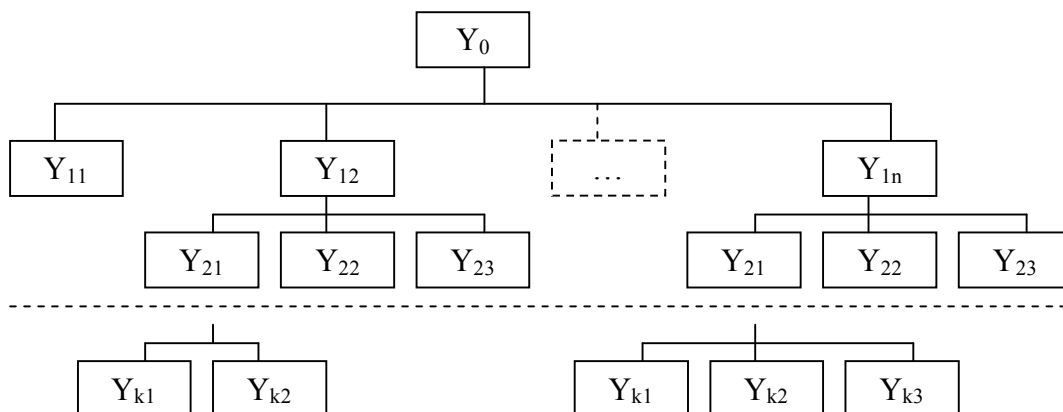 Y₀
Y₁₁ Y₁₂ ... Y₁ₙ
Y₂₁ Y₂₂ Y₂₃ Y₂₁ Y₂₂ Y₂₃
Yₖ₁ Yₖ₂ Yₖ₁ Yₖ₂ Yₖ₃